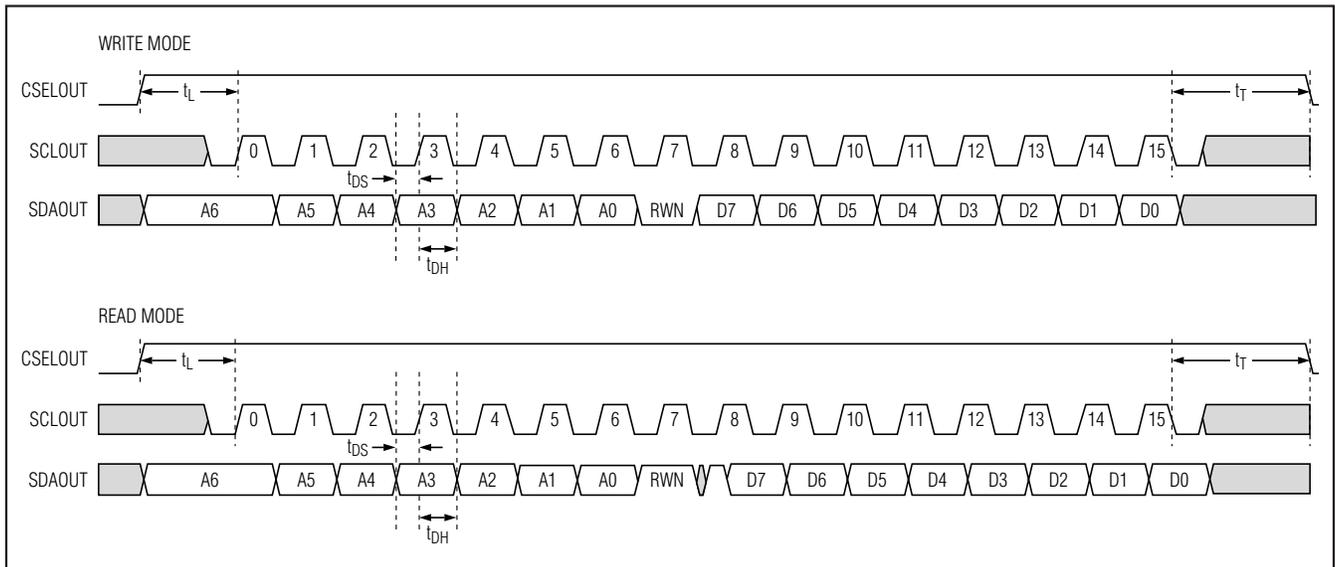 WRITE MODE
CSELOUT tL tT
SCLOUT 0 1 2 3 4 5 6 7 8 9 10 11 12 13 14 15
tDS
SDAOUT A6 A5 A4 A3 A2 A1 A0 RWN D7 D6 D5 D4 D3 D2 D1 D0
tDH
READ MODE
CSELOUT tL tT
SCLOUT 0 1 2 3 4 5 6 7 8 9 10 11 12 13 14 15
tDS
SDAOUT A6 A5 A4 A3 A2 A1 A0 RWN D7 D6 D5 D4 D3 D2 D1 D0
tDH